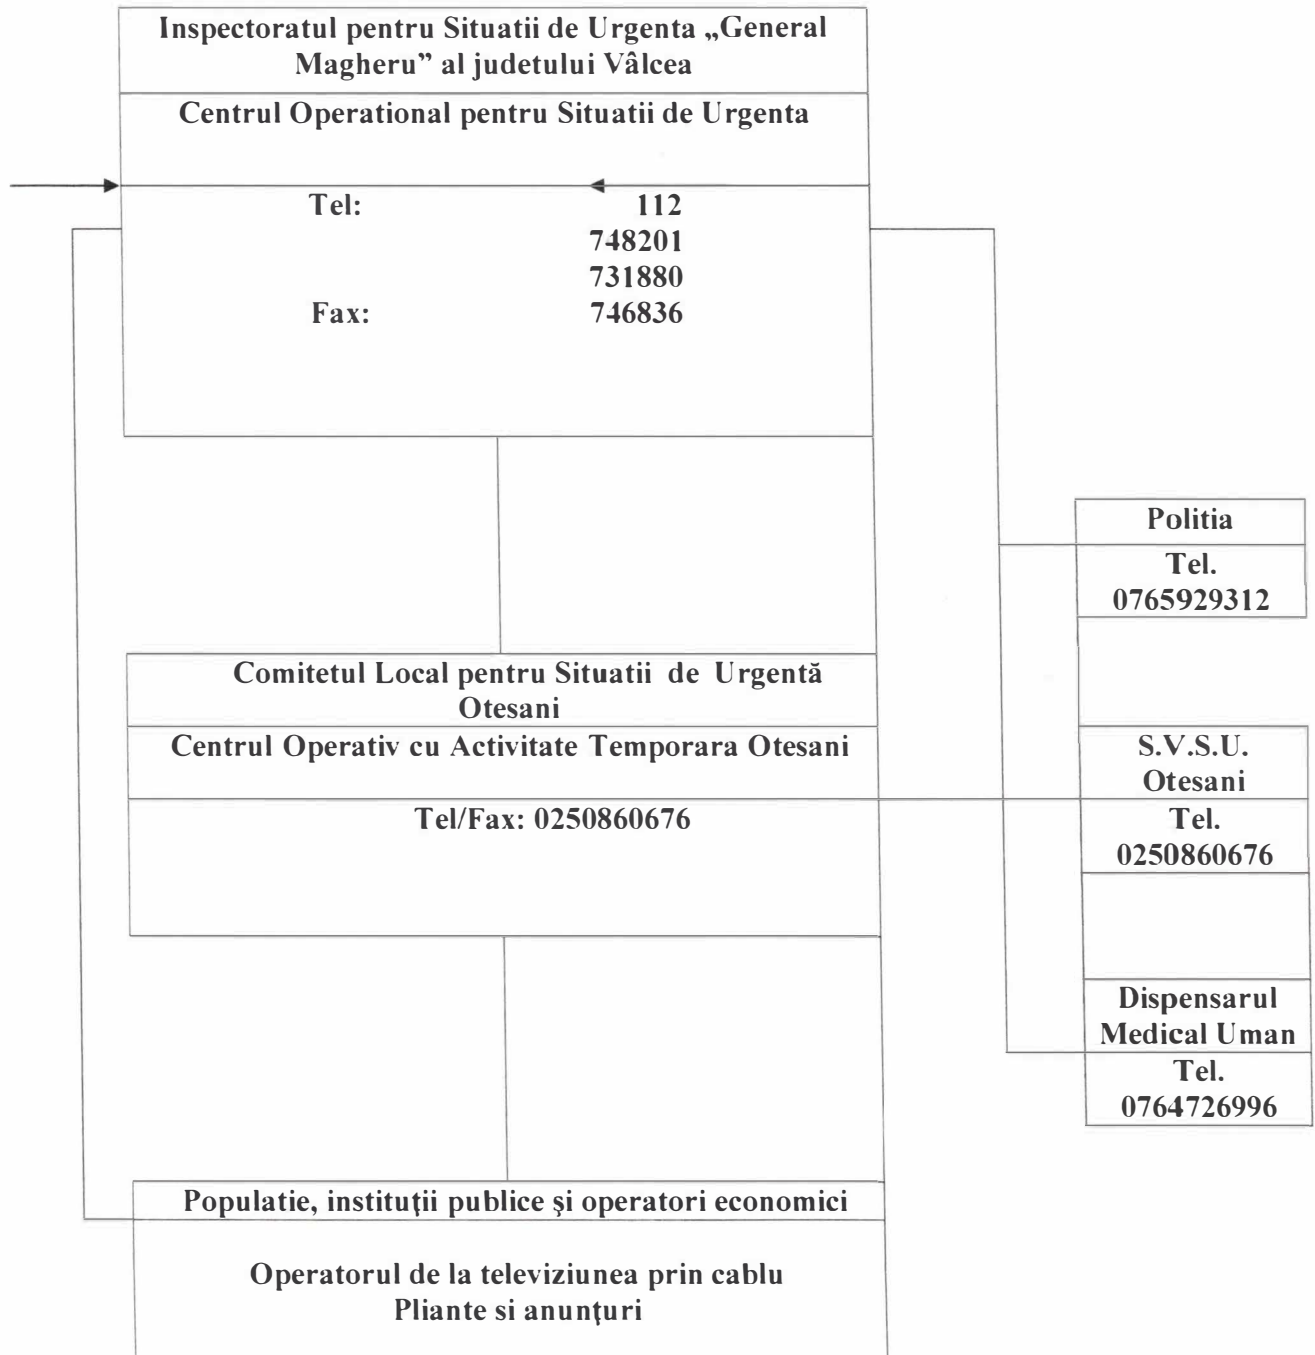 Inspectoratul pentru Situatii de Urgenta „General
Magheru” al judetului Vâlcea
Centrul Operational pentru Situatii de Urgenta
Tel: 112
748201
731880
Fax: 746836
Politia
Tel.
0765929312
Comitetul Local pentru Situatii de Urgentă
Otesani
Centrul Operativ cu Activitate Temporara Otesani
Tel/Fax: 0250860676
S.V.S.U.
Otesani
Tel.
0250860676
Dispensarul
Medical Uman
Tel.
0764726996
Populatie, instituţii publice şi operatori economici
Operatorul de la televiziunea prin cablu
Pliante si anunţuri